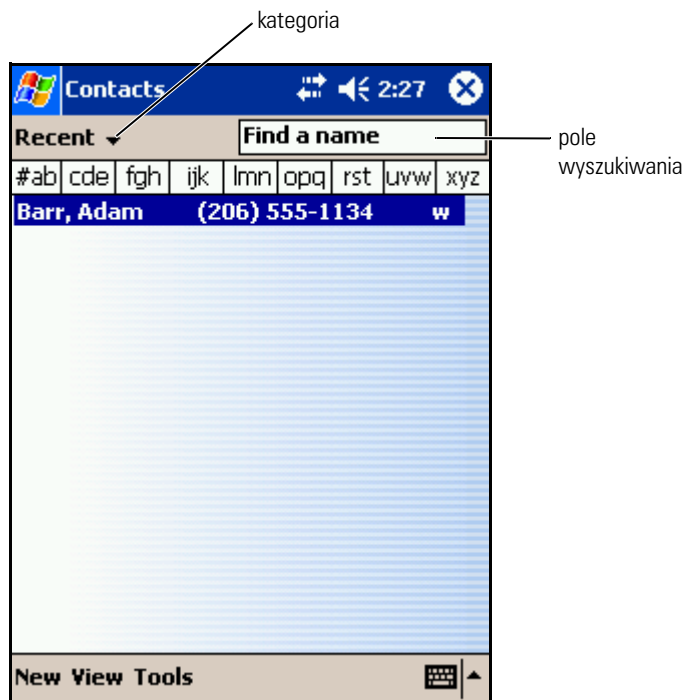 kategoria
Contacts 2:27
Recent Find a name
pole
wyszukiwania
#ab cde fgh ijk lmn opq rst uvw xyz
Barr, Adam (206) 555-1134 w
New View Tools